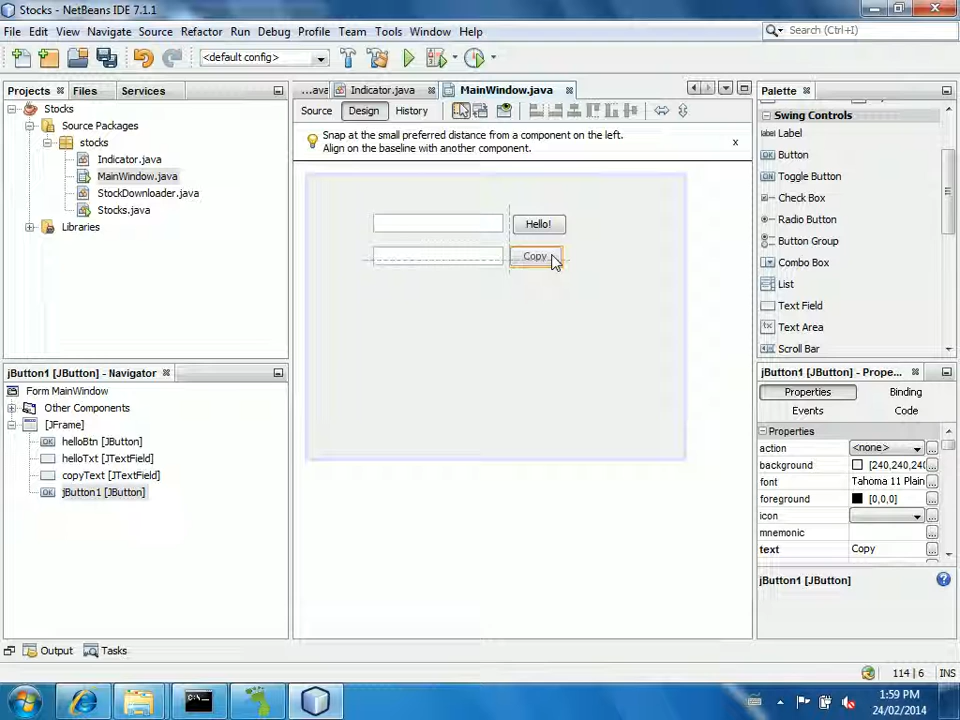 Stocks - NetBeans IDE 7.1.1
File Edit View Navigate Source Refactor Run Debug Profile Team Tools Window Help
Search (Ctrl+I)
<default config>
Projects x Files Services
Stocks
Source Packages
stocks
Indicator.java
MainWindow.java
StockDownloader.java
Stocks.java
Libraries
jButton1 [JButton] - Navigator
Form MainWindow
Other Components
[JFrame]
helloBtn [JButton]
helloTxt [JTextField]
copyText [JTextField]
jButton1 [JButton]
...ava Indicator.java MainWindow.java
Source Design History
Snap at the small preferred distance from a component on the left.
Align on the baseline with another component.
x
Hello!
Copy
Palette
Swing Controls
label Label
OK Button
ON Toggle Button
Check Box
Radio Button
Button Group
Combo Box
List
Text Field
Text Area
Scroll Bar
jButton1 [JButton] - Prope...
Properties Binding
Events Code
Properties
action <none> ...
background [240,240,24 ...
font Tahoma 11 Plain ...
foreground [0,0,0] ...
icon ...
mnemonic ...
text Copy ...
jButton1 [JButton]
Output Tasks
114 | 6 INS
1:59 PM
24/02/2014